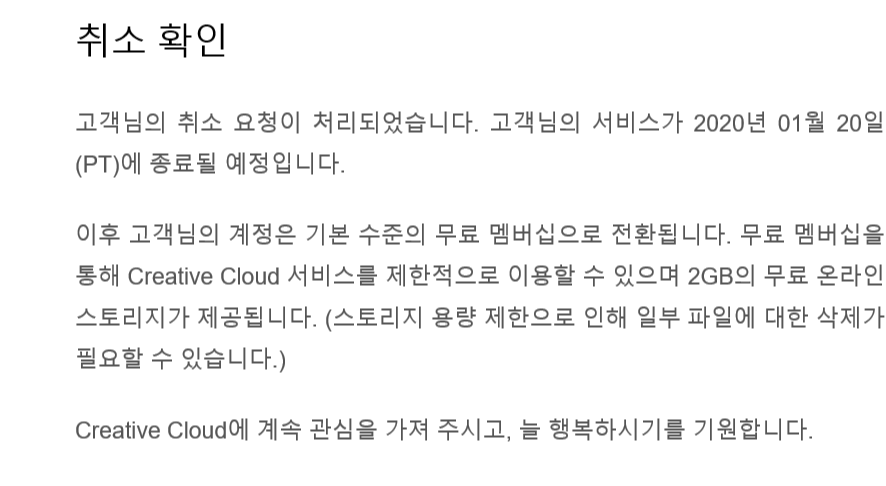 취소 확인
고객님의 취소 요청이 처리되었습니다. 고객님의 서비스가 2020년 01월 20일
(PT)에 종료될 예정입니다.
이후 고객님의 계정은 기본 수준의 무료 멤버십으로 전환됩니다. 무료 멤버십을
통해 Creative Cloud 서비스를 제한적으로 이용할 수 있으며 2GB의 무료 온라인
스토리지가 제공됩니다. (스토리지 용량 제한으로 인해 일부 파일에 대한 삭제가
필요할 수 있습니다.)
Creative Cloud에 계속 관심을 가져 주시고, 늘 행복하시기를 기원합니다.